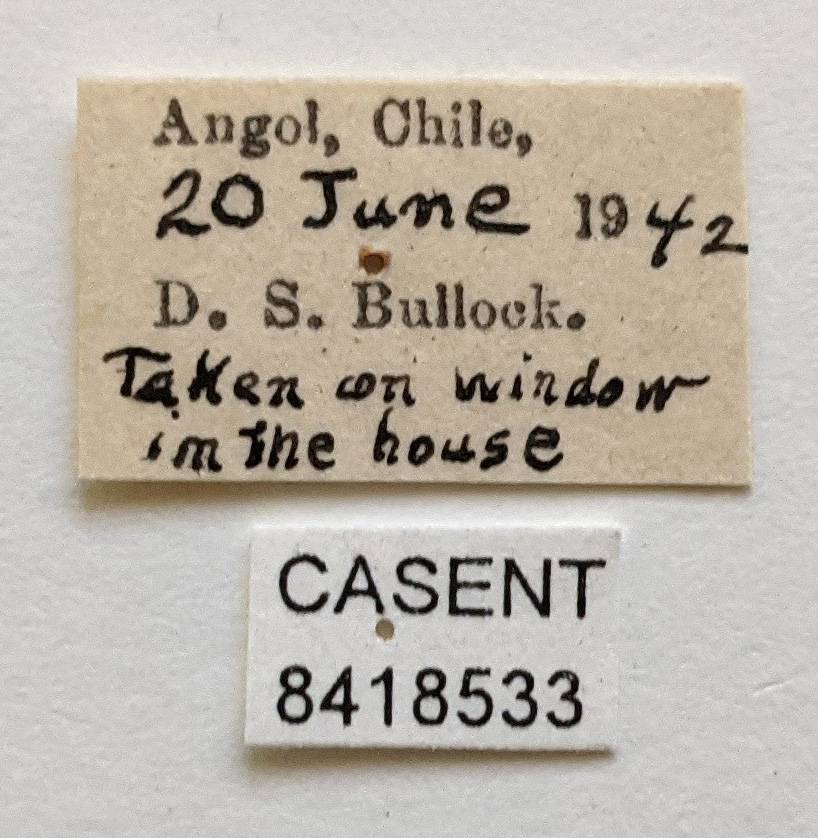 Angol, Chile,
20 June 1942
D. S. Bullock.
Taken on window
in the house
CASENT
8418533